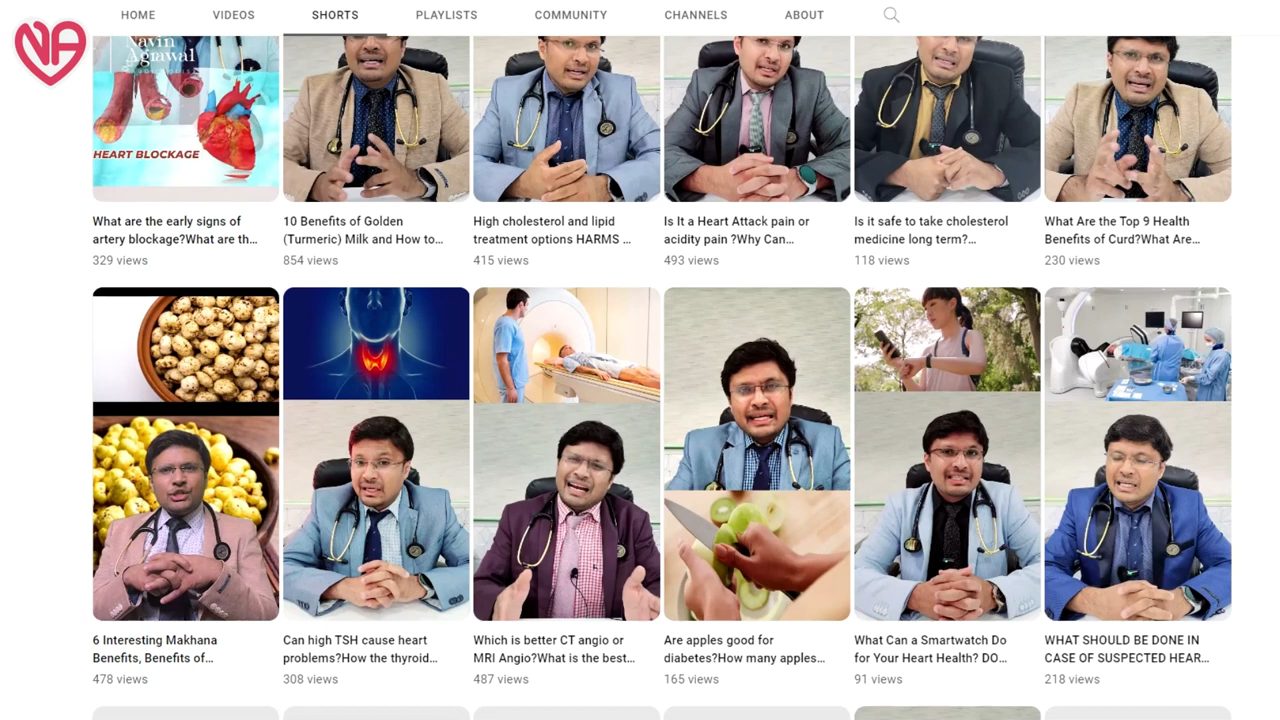 HOME VIDEOS SHORTS PLAYLISTS COMMUNITY CHANNELS ABOUT
NA
Navin
Agrawal
HEART BLOCKAGE
What are the early signs of
artery blockage?What are th...
329 views
10 Benefits of Golden
(Turmeric) Milk and How to...
854 views
High cholesterol and lipid
treatment options HARMS ...
415 views
Is It a Heart Attack pain or
acidity pain ?Why Can...
493 views
Is it safe to take cholesterol
medicine long term?...
118 views
What Are the Top 9 Health
Benefits of Curd?What Are...
230 views
6 Interesting Makhana
Benefits, Benefits of...
478 views
Can high TSH cause heart
problems?How the thyroid...
308 views
Which is better CT angio or
MRI Angio?What is the best...
487 views
Are apples good for
diabetes?How many apples...
165 views
What Can a Smartwatch Do
for Your Heart Health? DO...
91 views
WHAT SHOULD BE DONE IN
CASE OF SUSPECTED HEAR...
218 views